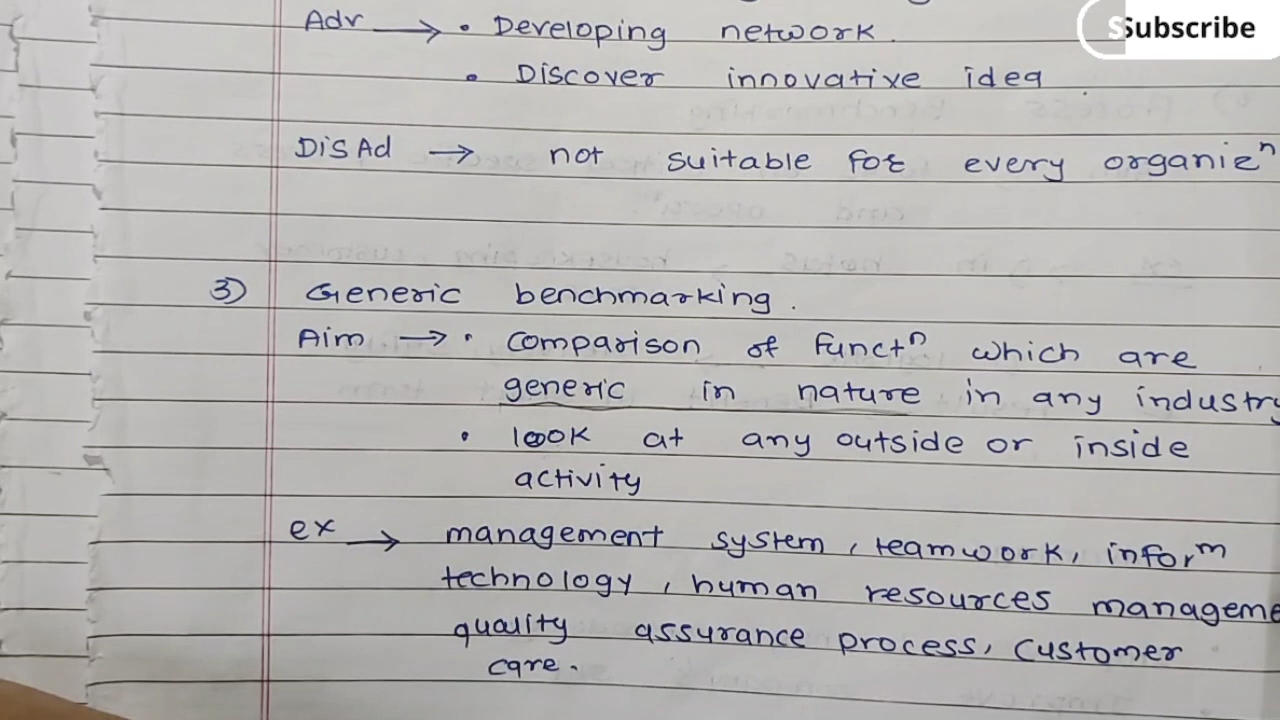 Subscribe
Adv → • Developing network.
• Discover innovative idea.
DisAd → not suitable for every organizⁿ
3) Generic benchmarking.
Aim → • comparison of functⁿ which are
generic in nature in any industry
• look at any outside or inside
activity
ex → management system, teamwork, informᵐ
technology, human resources manageme
quality assurance process, customer
care.